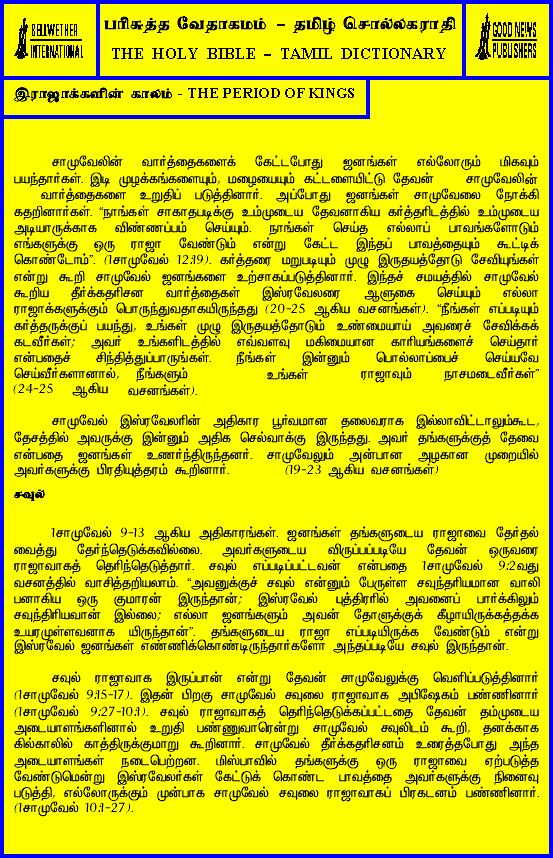 BELLWETHER
INTERNATIONAL
பரிசுத்த வேதாகமம் – தமிழ் சொல்லகராதி
THE HOLY BIBLE – TAMIL DICTIONARY
GOOD NEWS
PUBLISHERS
இராஜாக்களின் காலம் - THE PERIOD OF KINGS
சாமுவேலின் வார்த்தைகளைக் கேட்டபோது ஜனங்கள் எல்லோரும் மிகவும்
பயந்தார்கள். இடி முழக்கங்களையும், மழையையும் கட்டளையிட்டு தேவன் சாமுவேலின்
வார்த்தைகளை உறுதிப் படுத்தினார். அப்போது ஜனங்கள் சாமுவேலை நோக்கி
கதறினார்கள். “நாங்கள் சாகாதபடிக்கு உம்முடைய தேவனாகிய கர்த்தரிடத்தில் உம்முடைய
அடியாருக்காக விண்ணப்பம் செய்யும். நாங்கள் செய்த எல்லாப் பாவங்களோடும்
எங்களுக்கு ஒரு ராஜா வேண்டும் என்று கேட்ட இந்தப் பாவத்தையும் கூட்டிக்
கொண்டோம்”. (1சாமுவேல் 12:19). கர்த்தரை மறுபடியும் முழு இருதயத்தோடு சேவியுங்கள்
என்று கூறி சாமுவேல் ஜனங்களை உற்சாகப்படுத்தினார். இந்தச் சமயத்தில் சாமுவேல்
கூறிய தீர்க்கதரிசன வார்த்தைகள் இஸ்ரவேலரை ஆளுகை செய்யும் எல்லா
ராஜாக்களுக்கும் பொருந்துவதாகயிருந்தது (20-25 ஆகிய வசனங்கள்). “நீங்கள் எப்படியும்
கர்த்தருக்குப் பயந்து, உங்கள் முழு இருதயத்தோடும் உண்மையாய் அவரைச் சேவிக்கக்
கடவீர்கள்; அவர் உங்களிடத்தில் எவ்வளவு மகிமையான காரியங்களைச் செய்தார்
என்பதைச் சிந்தித்துப்பாருங்கள். நீங்கள் இன்னும் பொல்லாப்பைச் செய்யவே
செய்வீர்களானால், நீங்களும் உங்கள் ராஜாவும் நாசமடைவீர்கள்”
(24-25 ஆகிய வசனங்கள்).
சாமுவேல் இஸ்ரவேலரின் அதிகார பூர்வமான தலைவராக இல்லாவிட்டாலும்கூட,
தேசத்தில் அவருக்கு இன்னும் அதிக செல்வாக்கு இருந்தது. அவர் தங்களுக்குத் தேவை
என்பதை ஜனங்கள் உணர்ந்திருந்தனர். சாமுவேலும் அன்பான அழகான முறையில்
அவர்களுக்கு பிரதியுத்தரம் கூறினார். (19-23 ஆகிய வசனங்கள்)
சவுல்
1சாமுவேல் 9-13 ஆகிய அதிகாரங்கள். ஜனங்கள் தங்களுடைய ராஜாவை தேர்தல்
வைத்து தேர்ந்தெடுக்கவில்லை. அவர்களுடைய விருப்பப்படியே தேவன் ஒருவரை
ராஜாவாகத் தெரிந்தெடுத்தார். சவுல் எப்படிப்பட்டவன் என்பதை 1சாமுவேல் 9:2வது
வசனத்தில் வாசித்தறியலாம். “அவனுக்குச் சவுல் என்னும் பேருள்ள சவுந்தரியமான வாலி
பனாகிய ஒரு குமாரன் இருந்தான்; இஸ்ரவேல் புத்திரரில் அவனைப் பார்க்கிலும்
சவுந்திரியவான் இல்லை; எல்லா ஜனங்களும் அவன் தோளுக்குக் கீழாயிருக்கத்தக்க
உயரமுள்ளவனாக யிருந்தான்”. தங்களுடைய ராஜா எப்படியிருக்க வேண்டும் என்று
இஸ்ரவேல் ஜனங்கள் எண்ணிக்கொண்டிருந்தார்களோ அந்தப்படியே சவுல் இருந்தான்.
சவுல் ராஜாவாக இருப்பான் என்று தேவன் சாமுவேலுக்கு வெளிப்படுத்தினார்
(1சாமுவேல் 9:15-17). இதன் பிறகு சாமுவேல் சவுலை ராஜாவாக அபிஷேகம் பண்ணினார்
(1சாமுவேல் 9:27-10:1). சவுல் ராஜாவாகத் தெரிந்தெடுக்கப்பட்டதை தேவன் தம்முடைய
அடையாளங்களினால் உறுதி பண்ணுவாரென்று சாமுவேல் சவுலிடம் கூறி, தனக்காக
கில்காலில் காத்திருக்குமாறு கூறினார். சாமுவேல் தீர்க்கதரிசனம் உரைத்தபோது அந்த
அடையாளங்கள் நடைபெற்றன. மிஸ்பாவில் தங்களுக்கு ஒரு ராஜாவை ஏற்படுத்த
வேண்டுமென்று இஸ்ரவேலர்கள் கேட்டுக் கொண்ட பாவத்தை அவர்களுக்கு நினைவு
படுத்தி, எல்லோருக்கும் முன்பாக சாமுவேல் சவுலை ராஜாவாகப் பிரகடனம் பண்ணினார்.
(1சாமுவேல் 10:1-27).